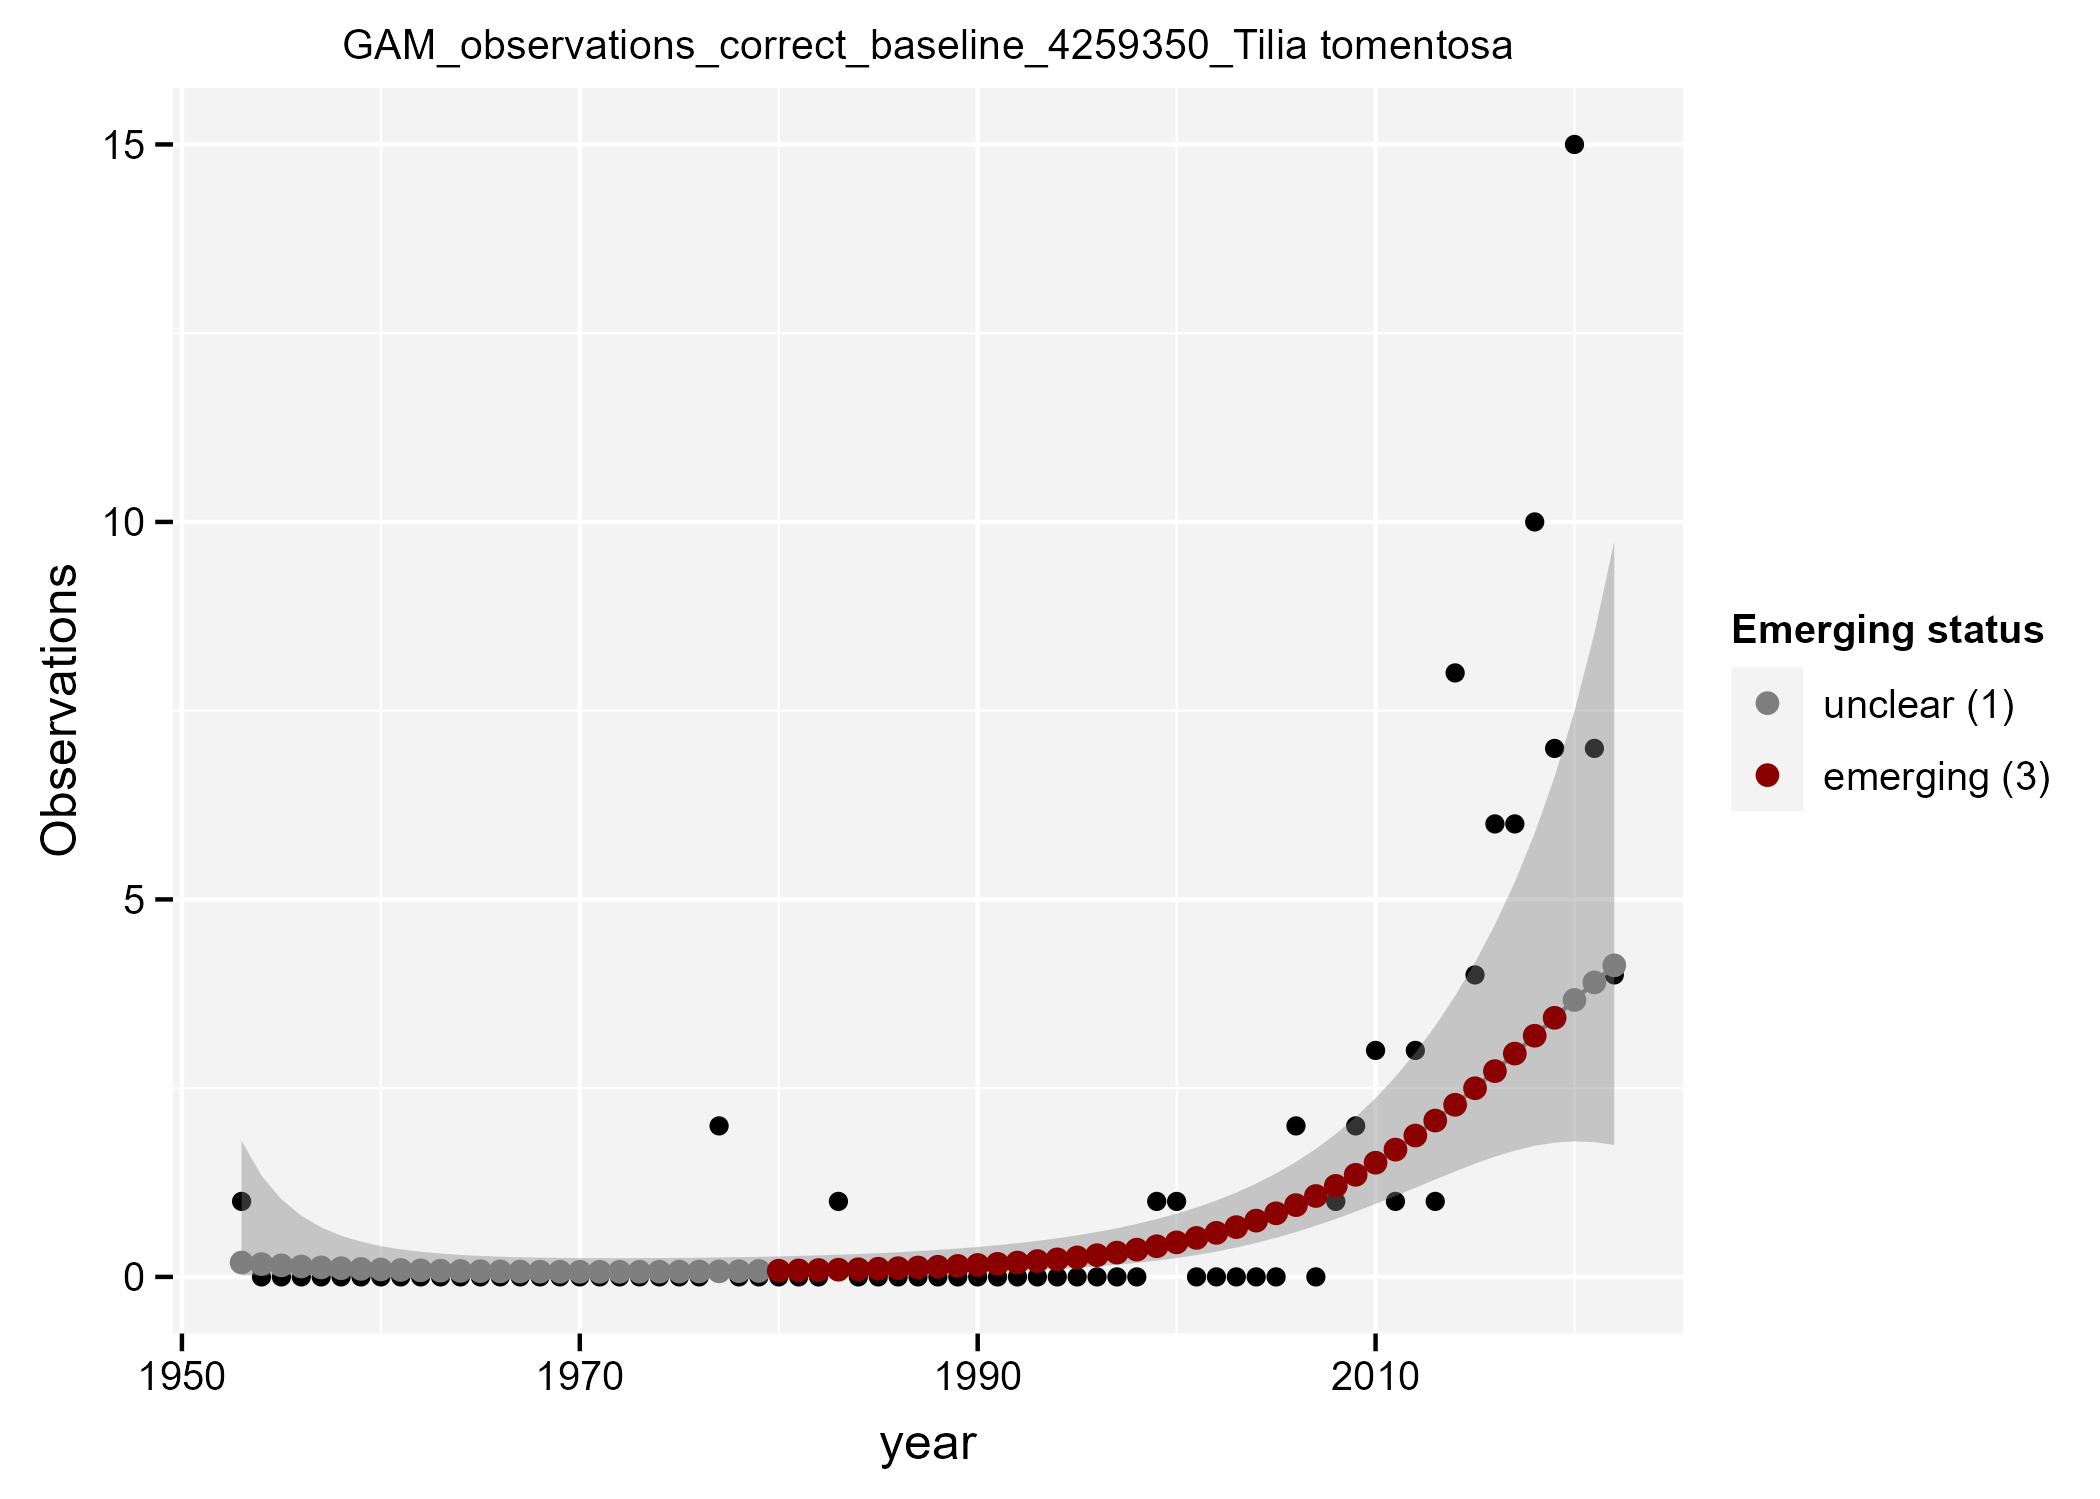 GAM_observations_correct_baseline_4259350_Tilia tomentosa
15
10
5
0
Observations
1950 1970 1990 2010
year
Emerging status
unclear (1)
emerging (3)